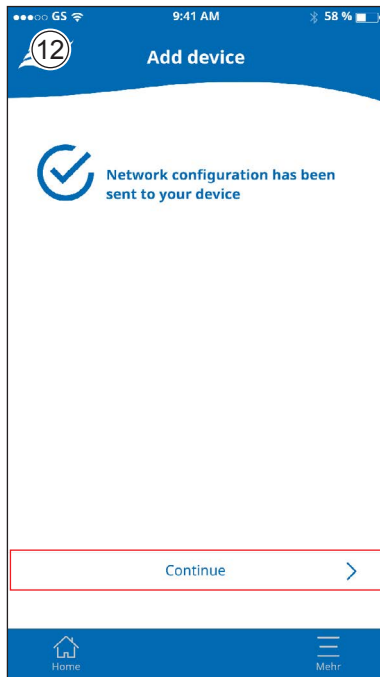 GS 9:41 AM 58 %
12
Add device
Network configuration has been
sent to your device
Continue
Home Mehr